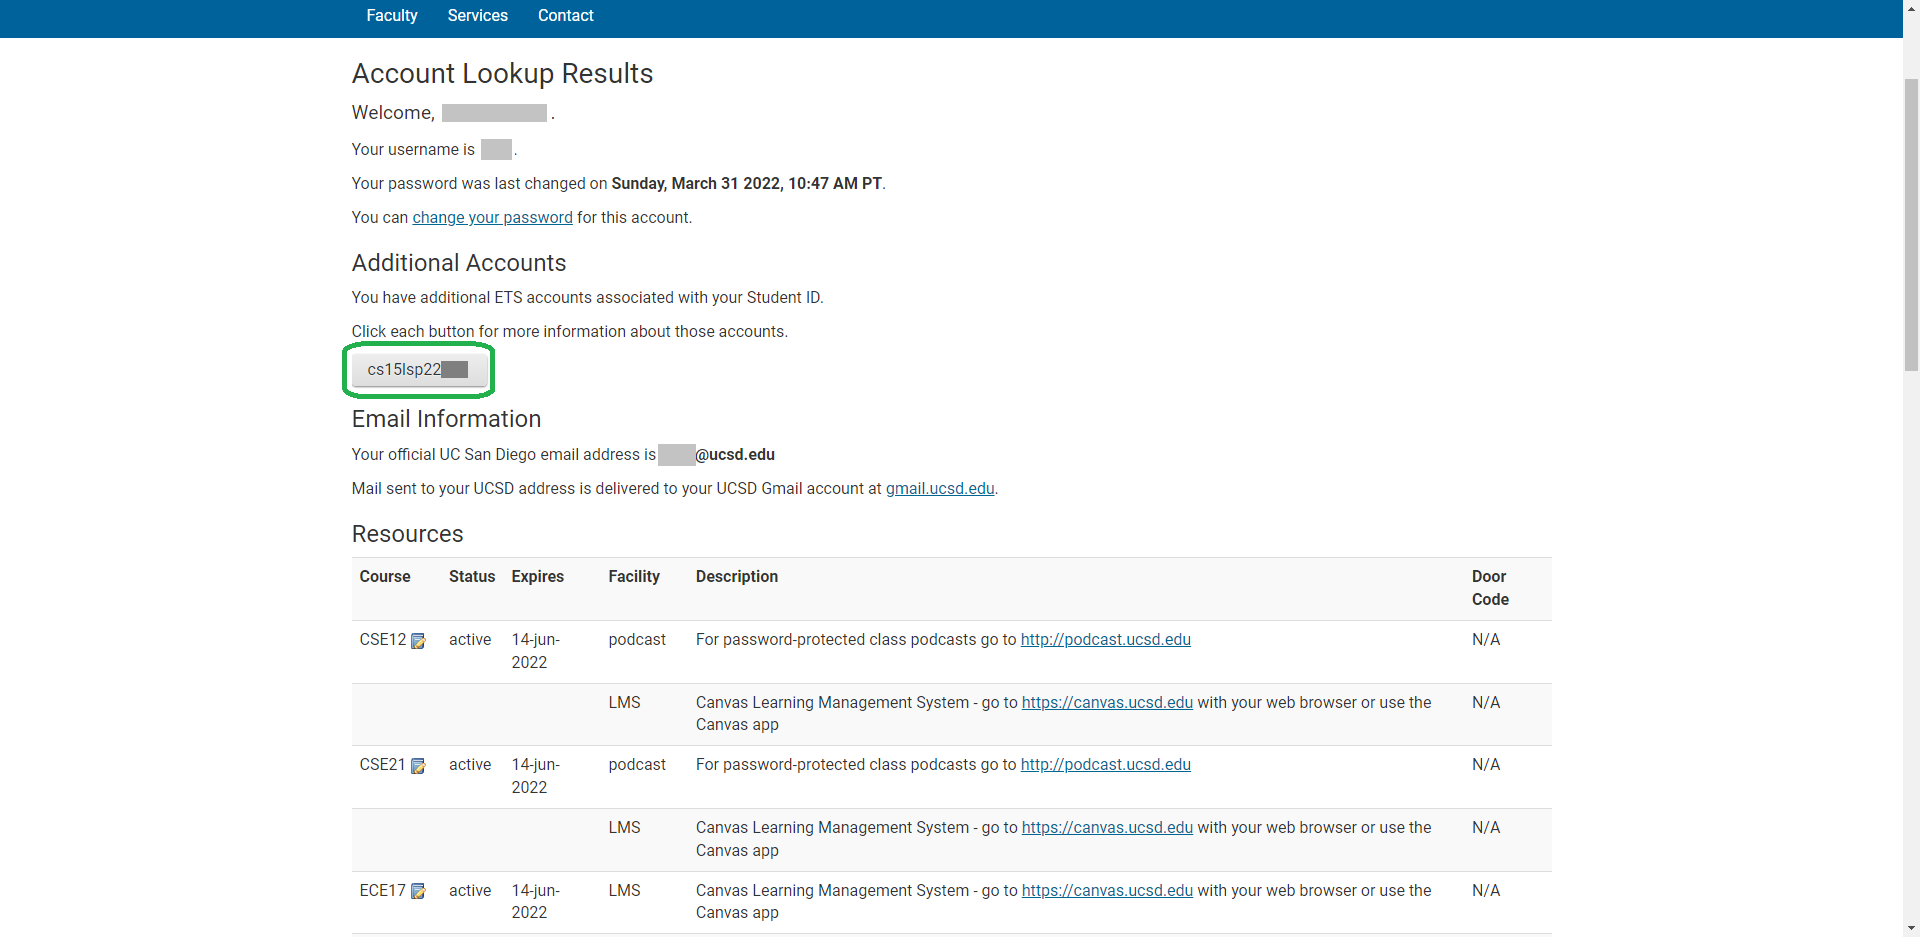 Faculty Services Contact
Account Lookup Results
Welcome, .
Your username is .
Your password was last changed on Sunday, March 31 2022, 10:47 AM PT.
You can change your password for this account.
Additional Accounts
You have additional ETS accounts associated with your Student ID.
Click each button for more information about those accounts.
cs15lsp22
Email Information
Your official UC San Diego email address is @ucsd.edu
Mail sent to your UCSD address is delivered to your UCSD Gmail account at gmail.ucsd.edu.
Resources
Course Status Expires Facility Description Door
Code
CSE12 active 14-jun- podcast For password-protected class podcasts go to http://podcast.ucsd.edu N/A
2022
LMS Canvas Learning Management System - go to https://canvas.ucsd.edu with your web browser or use the N/A
Canvas app
CSE21 active 14-jun- podcast For password-protected class podcasts go to http://podcast.ucsd.edu N/A
2022
LMS Canvas Learning Management System - go to https://canvas.ucsd.edu with your web browser or use the N/A
Canvas app
ECE17 active 14-jun- LMS Canvas Learning Management System - go to https://canvas.ucsd.edu with your web browser or use the N/A
2022 Canvas app